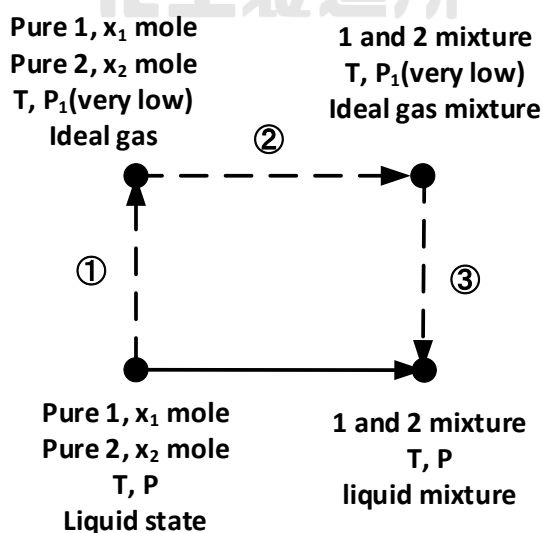 Pure 1, x₁ mole
Pure 2, x₂ mole
T, P₁(very low)
Ideal gas
1 and 2 mixture
T, P₁(very low)
Ideal gas mixture
②
①
③
Pure 1, x₁ mole
Pure 2, x₂ mole
T, P
Liquid state
1 and 2 mixture
T, P
liquid mixture